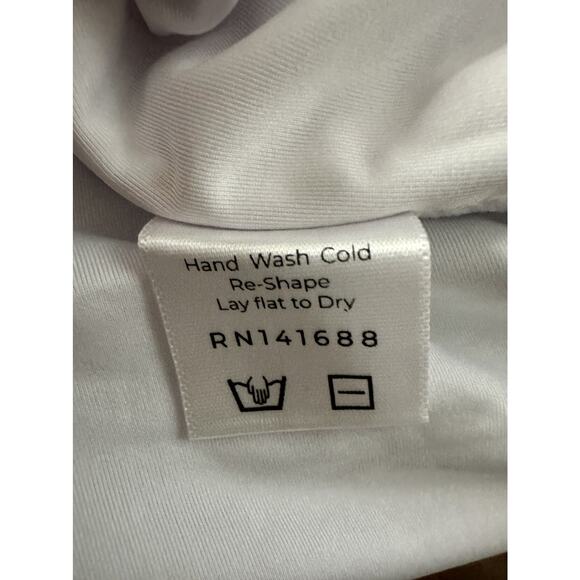 Hand Wash Cold
Re-Shape
Lay flat to Dry
RN141688